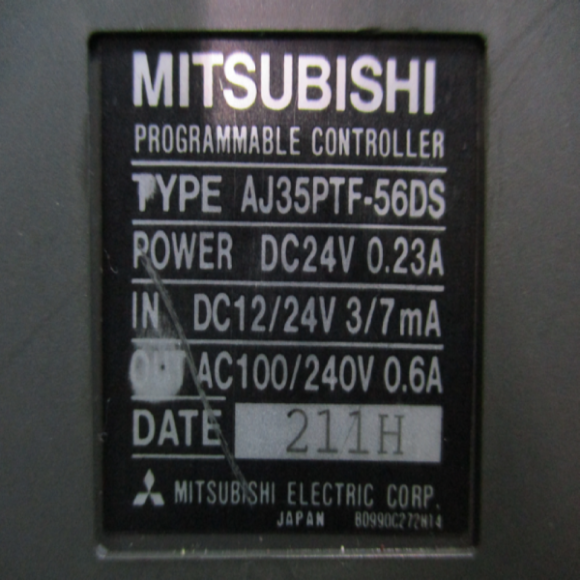 MITSUBISHI
PROGRAMMABLE CONTROLLER
TYPE AJ35PTF-56DS
POWER DC24V 0.23A
IN DC12/24V 3/7mA
OUT AC100/240V 0.6A
DATE 211H
MITSUBISHI ELECTRIC CORP.
JAPAN BD990C272H14